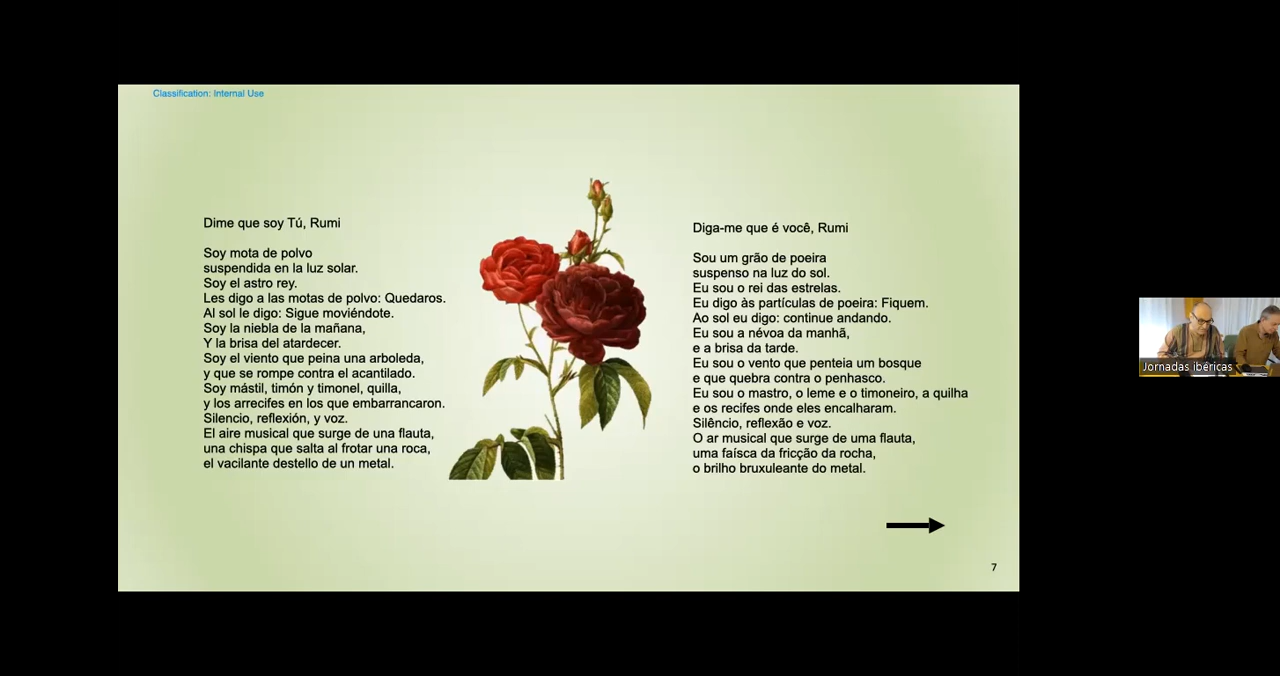 Classification: Internal Use
Dime que soy Tú, Rumi
Soy mota de polvo
suspendida en la luz solar.
Soy el astro rey.
Les digo a las motas de polvo: Quedaros.
Al sol le digo: Sigue moviéndote.
Soy la niebla de la mañana,
Y la brisa del atardecer.
Soy el viento que peina una arboleda,
y que se rompe contra el acantilado.
Soy mástil, timón y timonel, quilla,
y los arrecifes en los que embarrancaron.
Silencio, reflexión, y voz.
El aire musical que surge de una flauta,
una chispa que salta al frotar una roca,
el vacilante destello de un metal.
Diga-me que é você, Rumi
Sou um grão de poeira
suspenso na luz do sol.
Eu sou o rei das estrelas.
Eu digo às partículas de poeira: Fiquem.
Ao sol eu digo: continue andando.
Eu sou a névoa da manhã,
e a brisa da tarde.
Eu sou o vento que penteia um bosque
e que quebra contra o penhasco.
Eu sou o mastro, o leme e o timoneiro, a quilha
e os recifes onde eles encalharam.
Silêncio, reflexão e voz.
O ar musical que surge de uma flauta,
uma faísca da fricção da rocha,
o brilho bruxuleante do metal.
7
Jornadas ibéricas